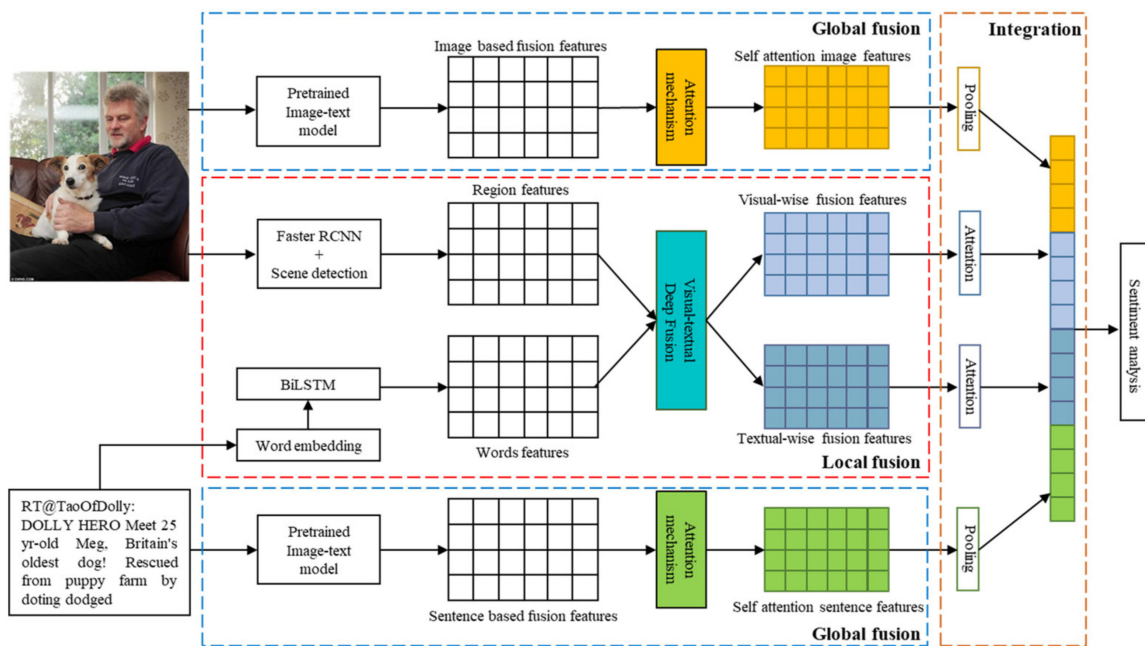 Global fusion
Image based fusion features
Self attention image features
Pretrained
Image-text
model
Attention
mechanism
Integration
Pooling
Region features
Visual-wise fusion features
Faster RCNN
+
Scene detection
Visual-textual
Deep Fusion
Attention
BiLSTM
Word embedding
Words features
Textual-wise fusion features
Attention
Local fusion
Sentiment analysis
RT@TaoOfDolly:
DOLLY HERO Meet 25
yr-old Meg, Britain's
oldest dog! Rescued
from puppy farm by
doting dodged
Pretrained
Image-text
model
Attention
mechanism
Sentence based fusion features
Self attention sentence features
Pooling
Global fusion